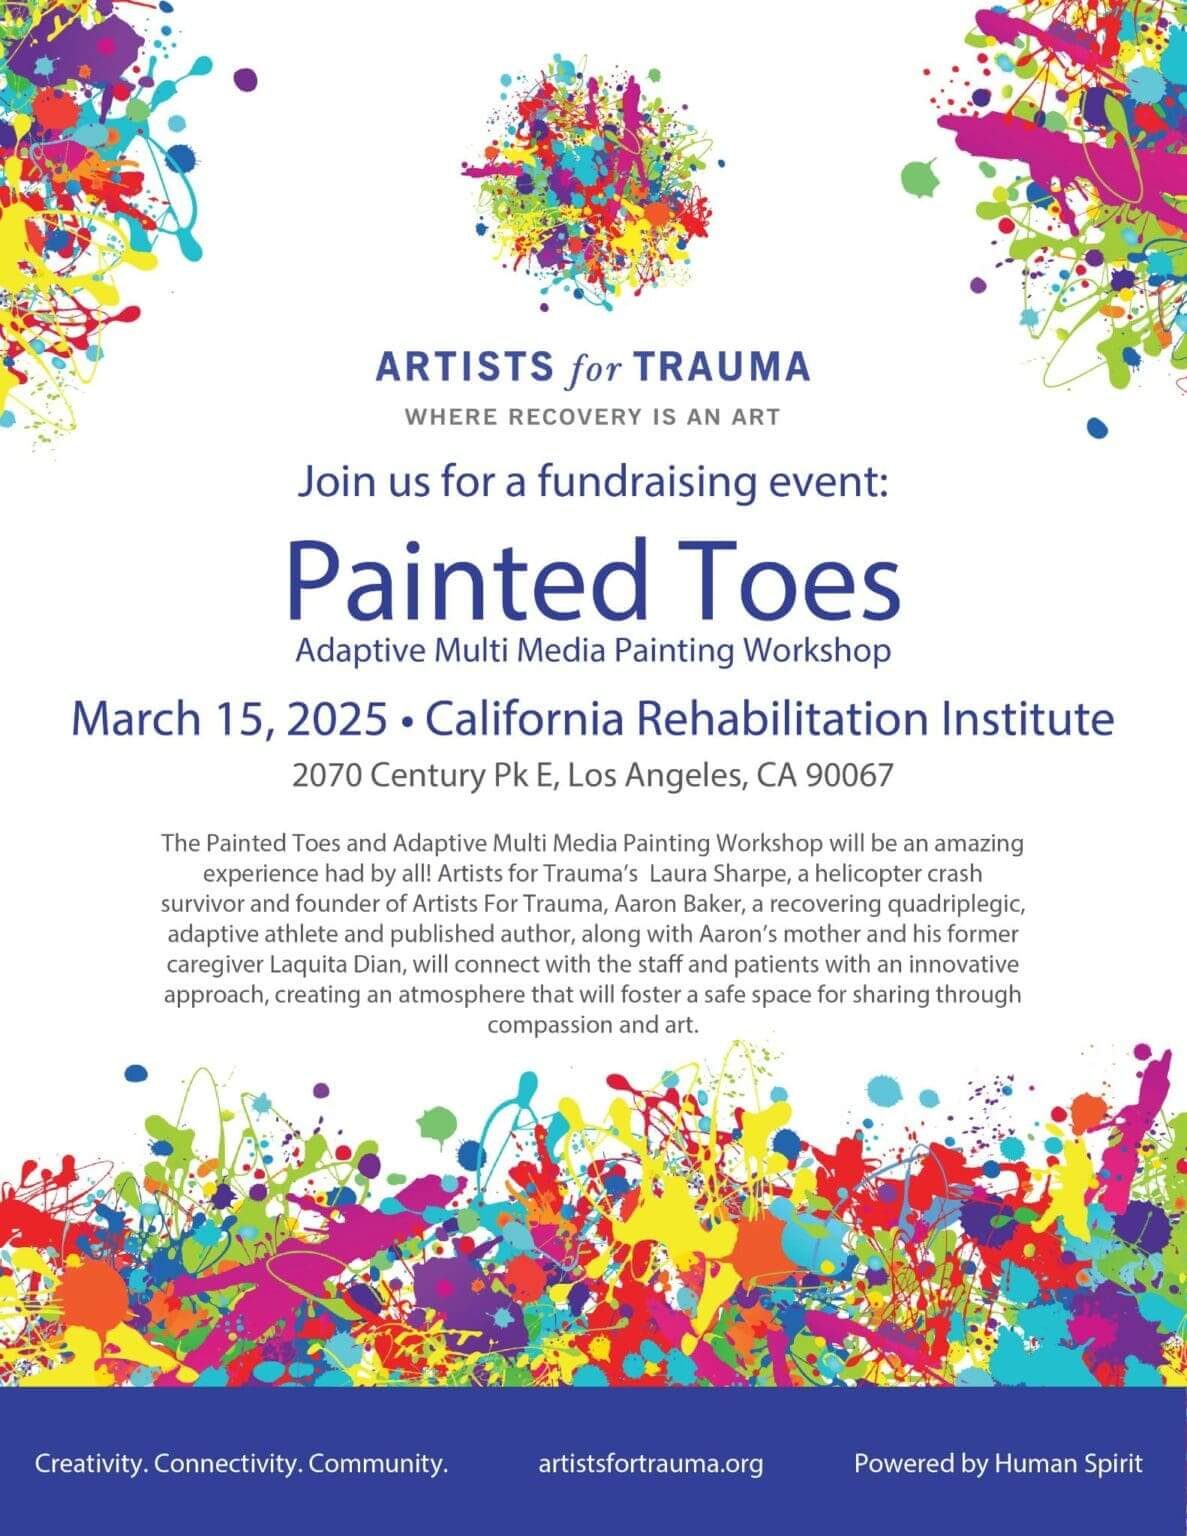 ARTISTS for TRAUMA
WHERE RECOVERY IS AN ART
Join us for a fundraising event:
Painted Toes
Adaptive Multi Media Painting Workshop
March 15, 2025 • California Rehabilitation Institute
2070 Century Pk E, Los Angeles, CA 90067
The Painted Toes and Adaptive Multi Media Painting Workshop will be an amazing
experience had by all! Artists for Trauma’s  Laura Sharpe, a helicopter crash
survivor and founder of Artists For Trauma, Aaron Baker, a recovering quadriplegic,
adaptive athlete and published author, along with Aaron’s mother and his former
caregiver Laquita Dian, will connect with the staff and patients with an innovative
approach, creating an atmosphere that will foster a safe space for sharing through
compassion and art.
Creativity. Connectivity. Community. artistsfortrauma.org Powered by Human Spirit